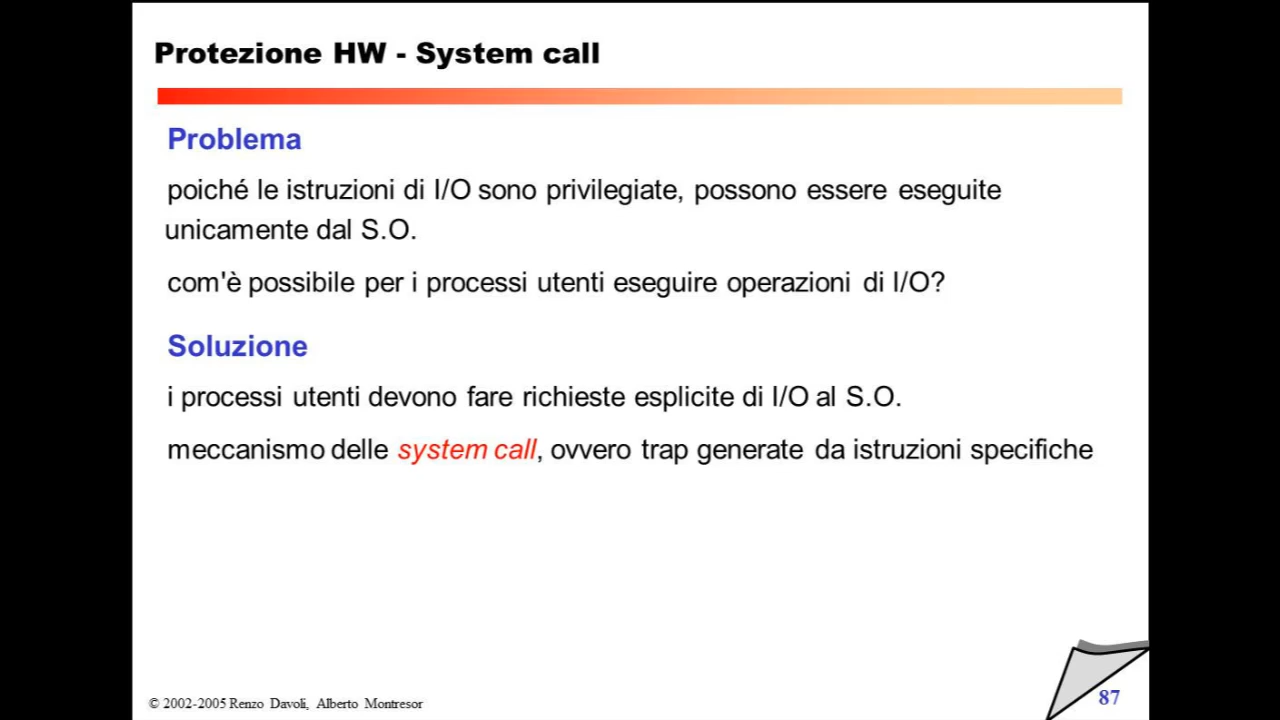 Protezione HW - System call
Problema
poiché le istruzioni di I/O sono privilegiate, possono essere eseguite
unicamente dal S.O.
com'è possibile per i processi utenti eseguire operazioni di I/O?
Soluzione
i processi utenti devono fare richieste esplicite di I/O al S.O.
meccanismo delle system call, ovvero trap generate da istruzioni specifiche
© 2002-2005 Renzo Davoli, Alberto Montresor
87